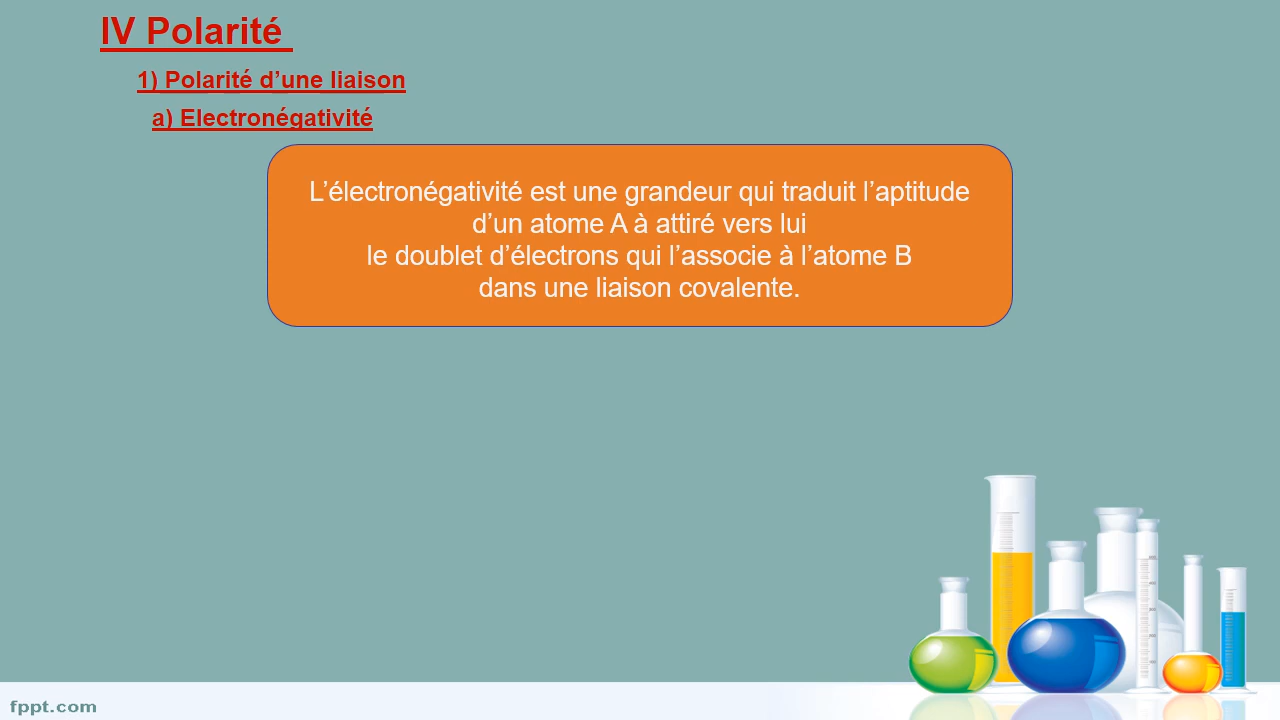 IV Polarité
1) Polarité d’une liaison
a) Electronégativité
L’électronégativité est une grandeur qui traduit l’aptitude
d’un atome A à attiré vers lui
le doublet d’électrons qui l’associe à l’atome B
dans une liaison covalente.
fppt.com